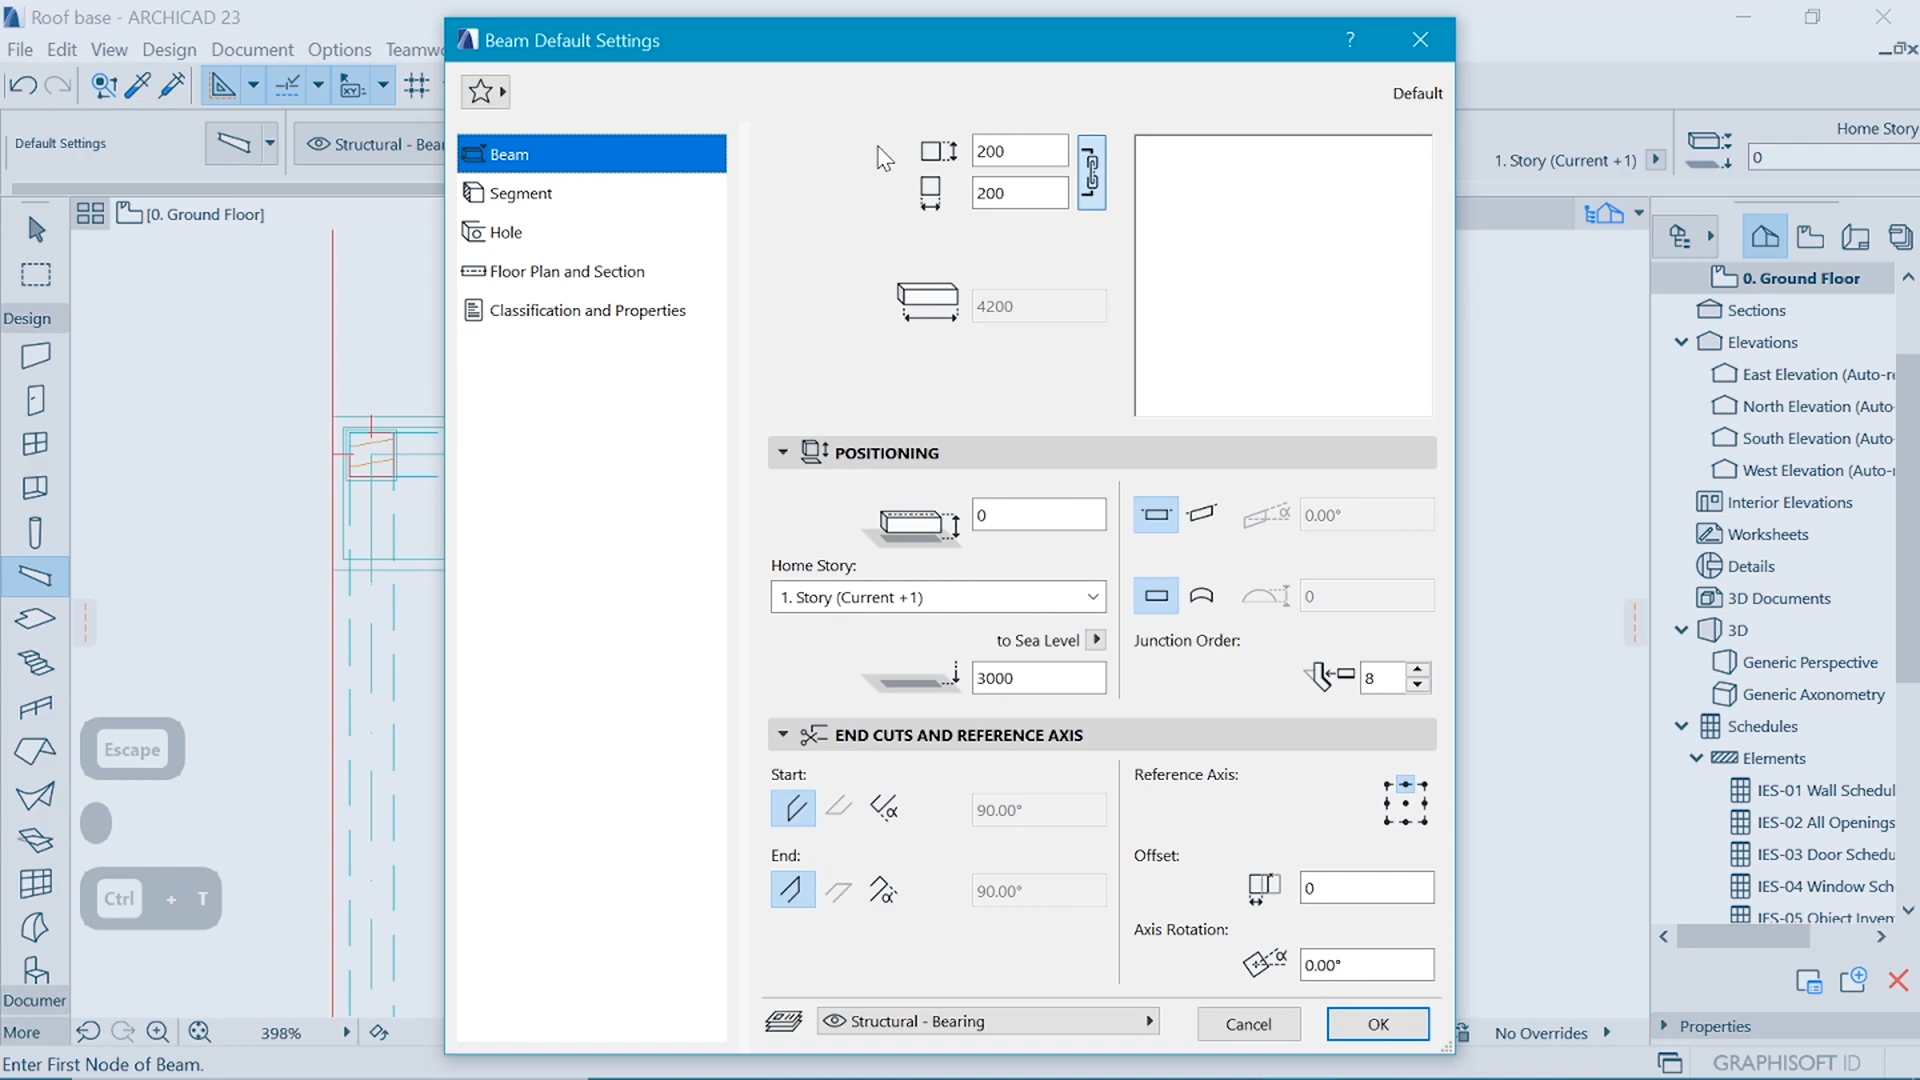 Roof base - ARCHICAD 23
File Edit View Design Document Options Teamw
Beam Default Settings
?
Default
Default Settings
Structural - Bear
1. Story (Current +1)
Home Story
0
[0. Ground Floor]
Design
Documer
More
Beam
Segment
Hole
Floor Plan and Section
Classification and Properties
200
200
4200
POSITIONING
0
0.00°
Home Story:
1. Story (Current +1)
0
to Sea Level
Junction Order:
3000
8
END CUTS AND REFERENCE AXIS
Start:
Reference Axis:
α
90.00°
End:
Offset:
α
90.00°
0
Axis Rotation:
α
0.00°
Structural - Bearing
Cancel
OK
Escape
Ctrl + T
398%
Enter First Node of Beam.
0. Ground Floor
Sections
Elevations
East Elevation (Auto-re
North Elevation (Auto-
South Elevation (Auto-
West Elevation (Auto-r
Interior Elevations
Worksheets
Details
3D Documents
3D
Generic Perspective
Generic Axonometry
Schedules
Elements
IES-01 Wall Schedul
IES-02 All Openings
IES-03 Door Schedu
IES-04 Window Sch
IES-05 Object Inven
No Overrides
Properties
GRAPHISOFT ID